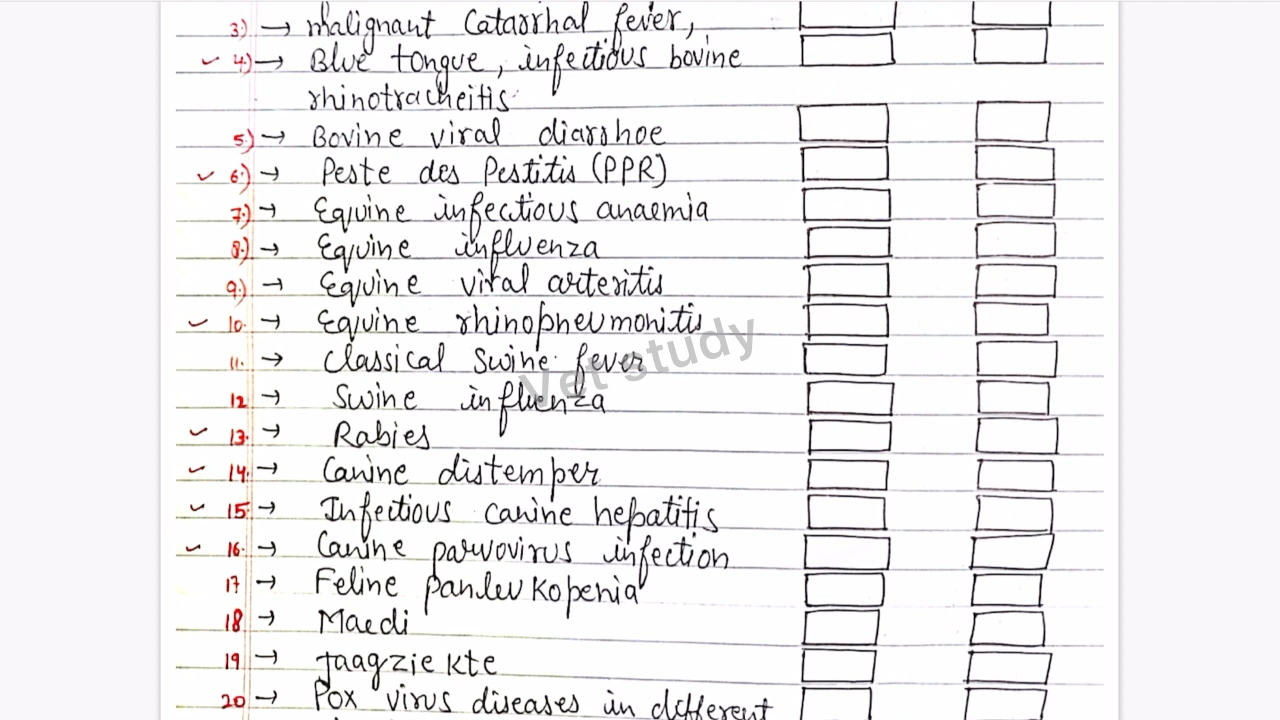 3) → Malignant Catarrhal fever,
✓ 4) → Blue tongue, infectious bovine
rhinotracheitis
5.) → Bovine viral diarrhoe
✓ 6.) → Peste des Pestitis (PPR)
7.) → Equine infectious anaemia
8.) → Equine influenza
9.) → Equine viral arteritis
✓ 10. → Equine rhinopneumonitis
11. → Classical Swine fever
12 → Swine influenza
✓ 13. → Rabies
✓ 14. → Canine distemper
✓ 15. → Infectious canine hepatitis
✓ 16. → Canine parvovirus infection
17 → Feline panleukopenia
18 → Maedi
19 → Jaagziekte
20 → Pox virus diseases in different
Vet study